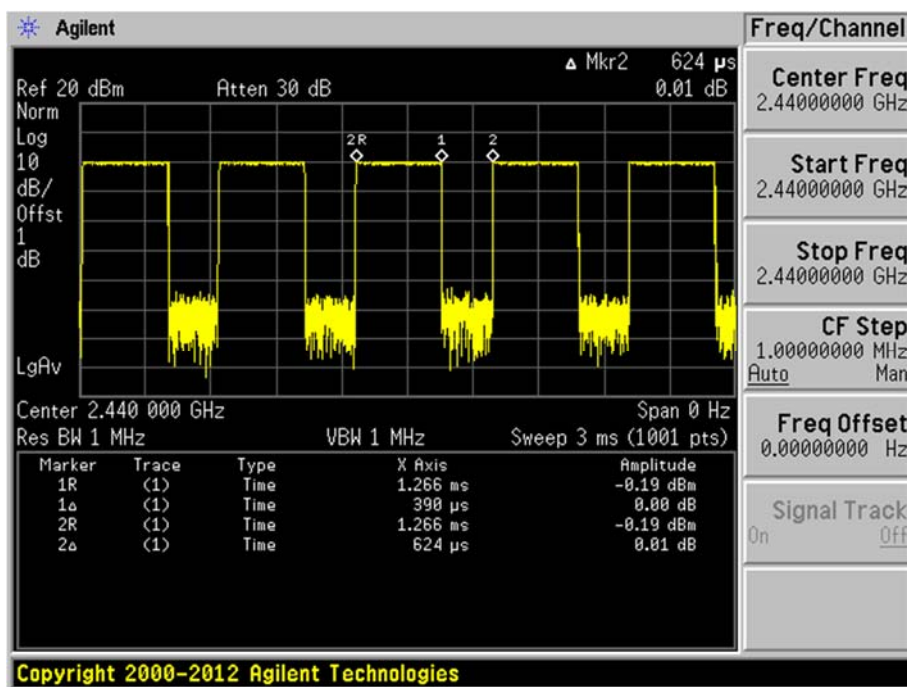 Agilent
Freq/Channel
Δ Mkr2 624 µs
Ref 20 dBm Atten 30 dB 0.01 dB
Norm
Log
10
dB/
Offst
1
dB
LgAv
2R 1 2
Center 2.440 000 GHz Span 0 Hz
Res BW 1 MHz VBW 1 MHz Sweep 3 ms (1001 pts)
Marker Trace Type X Axis Amplitude
1R (1) Time 1.266 ms -0.19 dBm
1Δ (1) Time 390 µs 0.00 dB
2R (1) Time 1.266 ms -0.19 dBm
2Δ (1) Time 624 µs 0.01 dB
Center Freq
2.44000000 GHz
Start Freq
2.44000000 GHz
Stop Freq
2.44000000 GHz
CF Step
1.00000000 MHz
Auto Man
Freq Offset
0.00000000 Hz
Signal Track
On Off
Copyright 2000-2012 Agilent Technologies